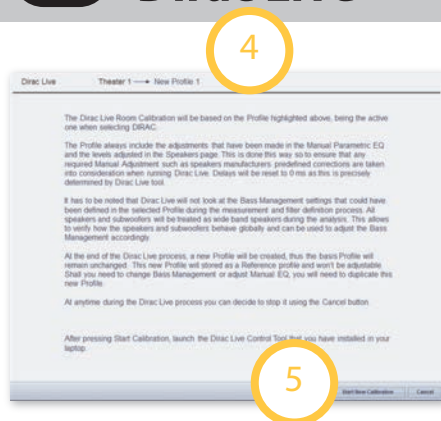 4
Dirac Live Theater 1 → New Profile 1
The Dirac Live Room Calibration will be based on the Profile highlighted above, being the active
one when selecting DIRAC.
The Profile always include the adjustments that have been made in the Manual Parametric EQ
and the levels adjusted in the Speakers page. This is done this way so to ensure that any
required Manual Adjustment such as speakers manufacturers predefined corrections are taken
into consideration when running Dirac Live. Delays will be reset to 0 ms as this is precisely
determined by Dirac Live tool.
It has to be noted that Dirac Live will not look at the Bass Management settings that could have
been defined in the selected Profile during the measurement and filter definition process. All
speakers and subwoofers will be treated as wide band speakers during the analysis. This allows
to verify how the speakers and subwoofers behave globally and can be used to adjust the Bass
Management accordingly.
At the end of the Dirac Live process, a new Profile will be created, thus the basis Profile will
remain unchanged. This new Profile will stored as a Reference profile and won't be adjustable.
Shall you need to change Bass Management or adjust Manual EQ, you will need to duplicate this
new Profile.
At anytime during the Dirac Live process you can decide to stop it using the Cancel button.
After pressing Start Calibration, launch the Dirac Live Control Tool that you have installed in your
laptop.
5
Start New Calibration Cancel